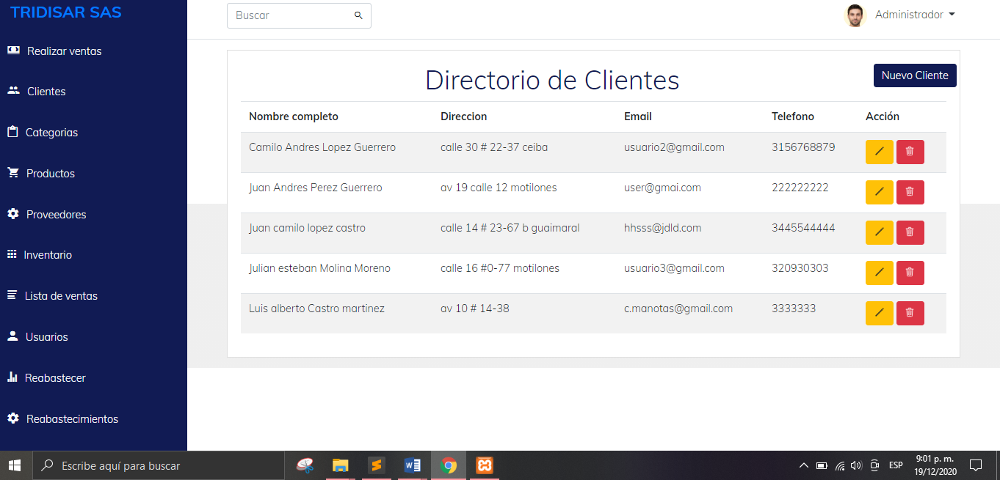 TRIDISAR SAS
Buscar
Administrador
Realizar ventas
Clientes
Categorias
Productos
Proveedores
Inventario
Lista de ventas
Usuarios
Reabastecer
Reabastecimientos
Directorio de Clientes
Nuevo Cliente
Nombre completo Direccion Email Telefono Acción
Camilo Andres Lopez Guerrero calle 30 # 22-37 ceiba usuario2@gmail.com 3156768879
Juan Andres Perez Guerrero av 19 calle 12 motilones user@gmai.com 222222222
Juan camilo lopez castro calle 14 # 23-67 b guaimaral hhsss@jdld.com 3445544444
Julian esteban Molina Moreno calle 16 #0-77 motilones usuario3@gmail.com 320930303
Luis alberto Castro martinez av 10 # 14-38 c.manotas@gmail.com 3333333
Escribe aquí para buscar
ESP
9:01 p. m.
19/12/2020